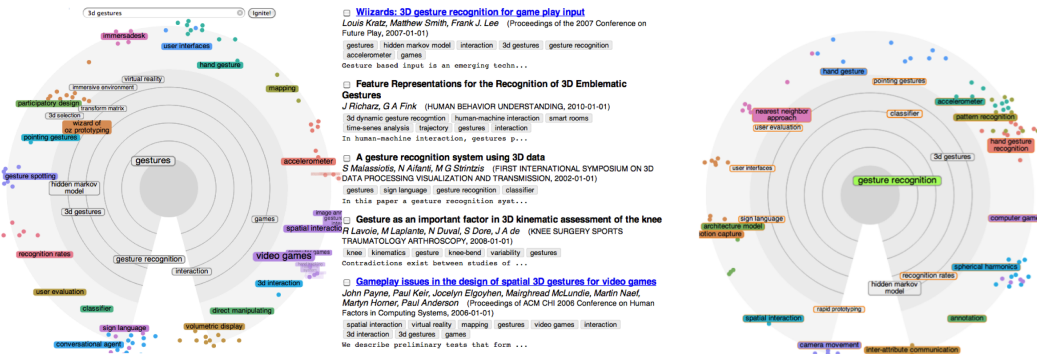 3d gestures
Ignite!
immersadesk
user interfaces
hand gesture
virtual reality
immersive environment
mapping
participatory design
transform matrix
3d selection
wizard of
oz prototyping
pointing gestures
gestures
accelerometer
gesture spotting
hidden markov
model
3d gestures
games
spatial interaction
gesture recognition
video games
recognition rates
interaction
3d interaction
user evaluation
classifier
direct manipulating
sign language
volumetric display
conversational agent
Wiizards: 3D gesture recognition for game play input
Louis Kratz, Matthew Smith, Frank J. Lee (Proceedings of the 2007 Conference on
Future Play, 2007-01-01)
gestures hidden markov model interaction 3d gestures gesture recognition
accelerometer games
Gesture based input is an emerging techn...
Feature Representations for the Recognition of 3D Emblematic
Gestures
J Richarz, G A Fink (HUMAN BEHAVIOR UNDERSTANDING, 2010-01-01)
3d dynamic gesture recogmtion human-machine interaction smart rooms
time-series analysis trajectory gestures interaction
In human-machine interaction, gestures p...
A gesture recognition system using 3D data
S Malassiotis, N Aifanti, M G Strintzis (FIRST INTERNATIONAL SYMPOSIUM ON 3D
DATA PROCESSING VISUALIZATION AND TRANSMISSION, 2002-01-01)
gestures sign language gesture recognition classifier
In this paper a gesture recognition syst...
Gesture as an important factor in 3D kinematic assessment of the knee
R Lavoie, M Laplante, N Duval, S Dore, J A de (KNEE SURGERY SPORTS
TRAUMATOLOGY ARTHROSCOPY, 2008-01-01)
knee kinematics gesture knee-bend variability gestures
Contradictions exist between studies of ...
Gameplay issues in the design of spatial 3D gestures for video games
John Payne, Paul Keir, Jocelyn Elgoyhen, Mairghread McLundie, Martin Naef,
Martyn Horner, Paul Anderson (Proceedings of ACM CHI 2006 Conference on Human
Factors in Computing Systems, 2006-01-01)
spatial interaction virtual reality mapping gestures video games interaction
3d interaction 3d gestures games
We describe preliminary tests that form ...
hand gesture
pointing gestures
accelerometer
nearest neighbor
approach
classifier
pattern recognition
user evaluation
hand gesture
recognition
3d gestures
user interfaces
gesture recognition
sign language
architecture model
otion capture
computer gam
spherical harmonics
recognition rates
hidden markov
model
rapid prototyping
spatial interaction
annotation
camera movement
inter-attribute communication